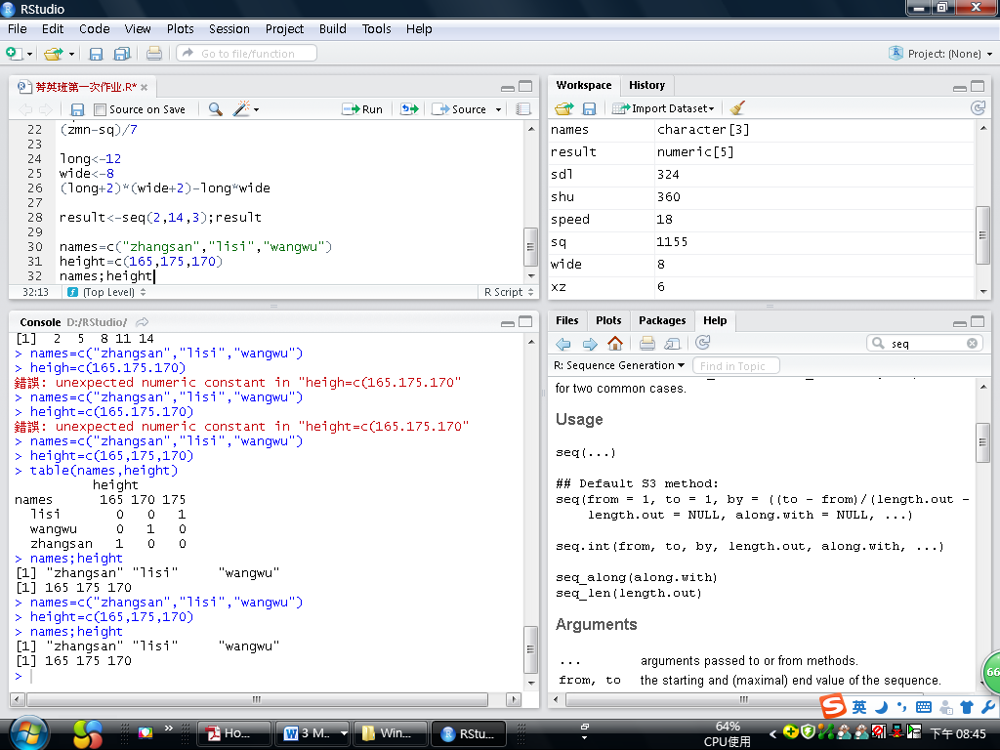 RStudio
File Edit Code View Plots Session Project Build Tools Help
Go to file/function
Project: (None)
菁英班第一次作业.R*
Source on Save
Run
Source
22 (zmn-sq)/7
23
24 long<-12
25 wide<-8
26 (long+2)*(wide+2)-long*wide
27
28 result<-seq(2,14,3);result
29
30 names=c("zhangsan","lisi","wangwu")
31 height=c(165,175,170)
32 names;height
32:13 (Top Level) R Script
Workspace History
Import Dataset
names character[3]
result numeric[5]
sdl 324
shu 360
speed 18
sq 1155
wide 8
xz 6
Console D:/RStudio/
[1] 2 5 8 11 14
> names=c("zhangsan","lisi","wangwu")
> heigh=c(165.175.170)
錯誤: unexpected numeric constant in "heigh=c(165.175.170"
> names=c("zhangsan","lisi","wangwu")
> height=c(165.175.170)
錯誤: unexpected numeric constant in "height=c(165.175.170"
> names=c("zhangsan","lisi","wangwu")
> height=c(165,175,170)
> table(names,height)
height
names 165 170 175
lisi 0 0 1
wangwu 0 1 0
zhangsan 1 0 0
> names;height
[1] "zhangsan" "lisi" "wangwu"
[1] 165 175 170
> names=c("zhangsan","lisi","wangwu")
> height=c(165,175,170)
> names;height
[1] "zhangsan" "lisi" "wangwu"
[1] 165 175 170
>
Files Plots Packages Help
seq
R: Sequence Generation
Find in Topic
for two common cases.
Usage
seq(...)
## Default S3 method:
seq(from = 1, to = 1, by = ((to - from)/(length.out -
length.out = NULL, along.with = NULL, ...)
seq.int(from, to, by, length.out, along.with, ...)
seq_along(along.with)
seq_len(length.out)
Arguments
... arguments passed to or from methods.
from, to the starting and (maximal) end value of the sequence.
66
英
Ho...
3 M...
Win...
RStu...
64%
CPU使用
下午 08:45